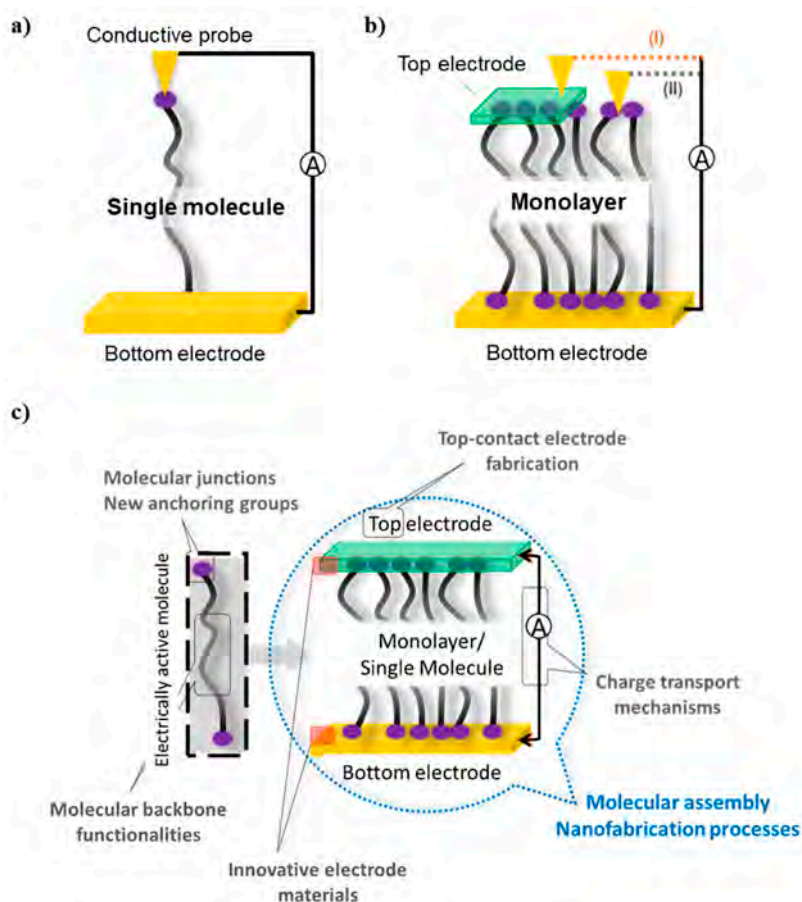 a)
Conductive probe
A
Single molecule
Bottom electrode
b)
(I)
Top electrode
(II)
A
Monolayer
Bottom electrode
c)
Top-contact electrode
fabrication
Molecular junctions
New anchoring groups
Top electrode
Electrically active molecule
A
Monolayer/
Single Molecule
Charge transport
mechanisms
Bottom electrode
Molecular backbone
functionalities
Molecular assembly
Nanofabrication processes
Innovative electrode
materials